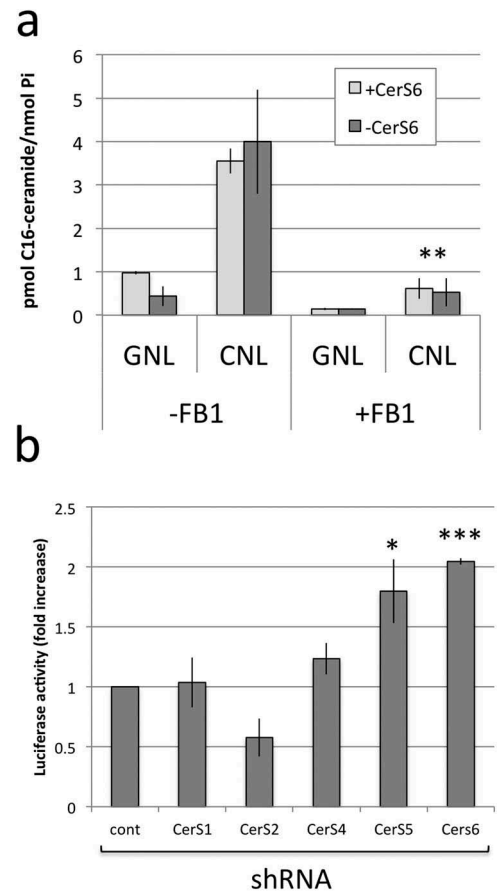 a
pmol C16-ceramide/nmol Pi
6
5
4
3
2
1
0
+CerS6
-CerS6
**
GNL CNL GNL CNL
-FB1 +FB1
b
Luciferase activity (fold increaase)
2.5
2
1.5
1
0.5
0
* ***
cont CerS1 CerS2 CerS4 CerS5 Cers6
shRNA